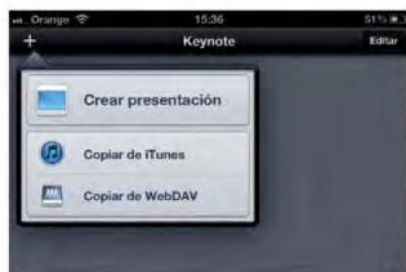 Orange 15:36 51 %
+ Keynote Editar
Crear presentación
Copiar de iTunes
Copiar de WebDAV